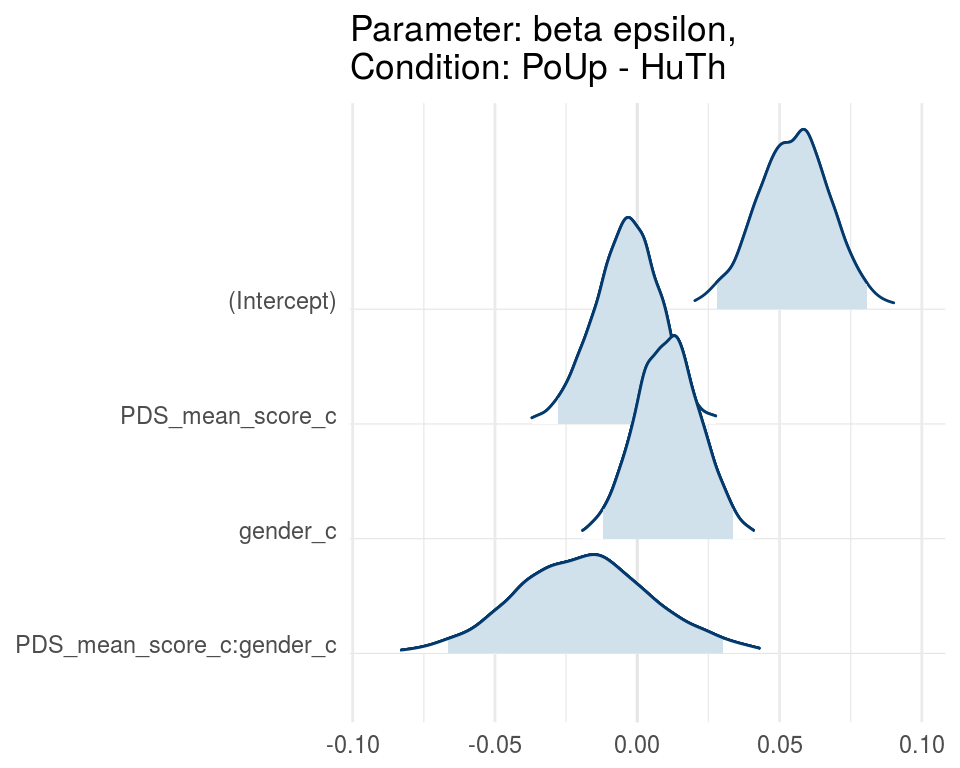 Parameter: beta epsilon,
Condition: PoUp - HuTh
(Intercept)
PDS_mean_score_c
gender_c
PDS_mean_score_c:gender_c
-0.10 -0.05 0.00 0.05 0.10